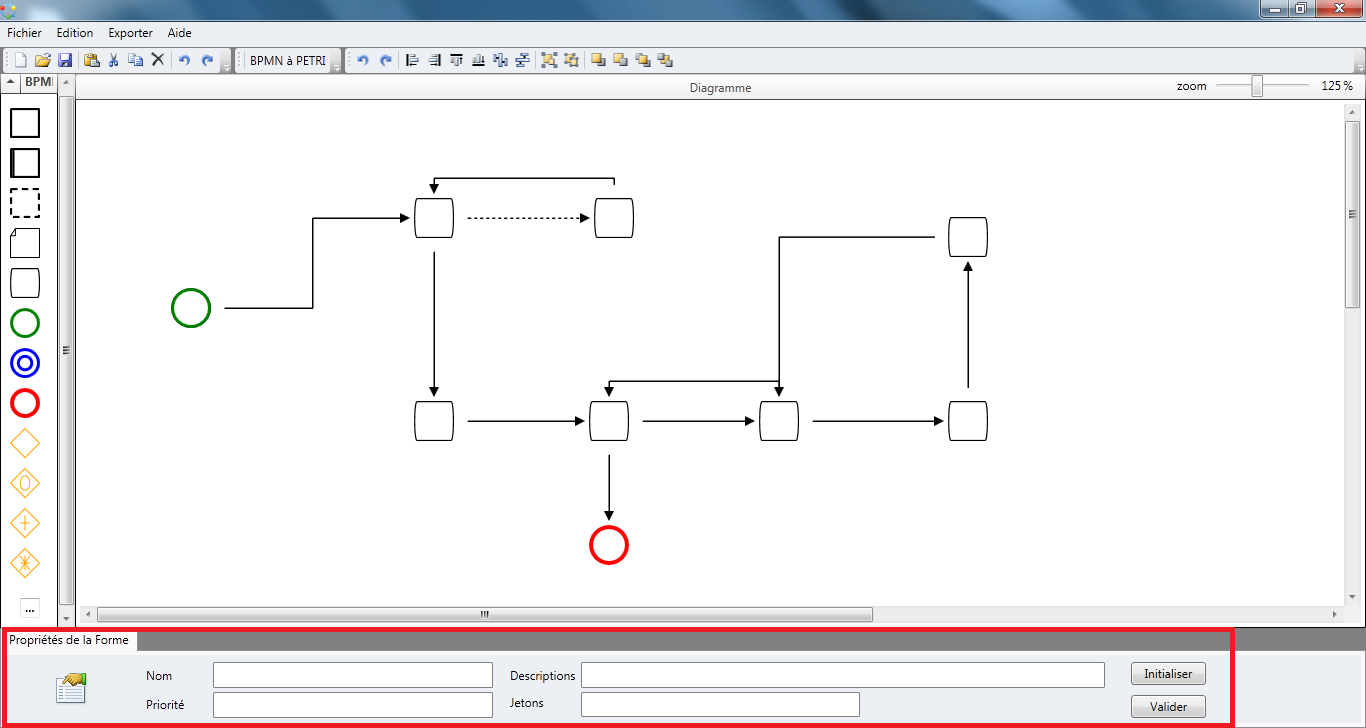 Fichier Edition Exporter Aide
BPMN à PETRI
BPM
Diagramme
zoom 125 %
...
Propriétés de la Forme
Nom Descriptions Initialiser
Priorité Jetons Valider